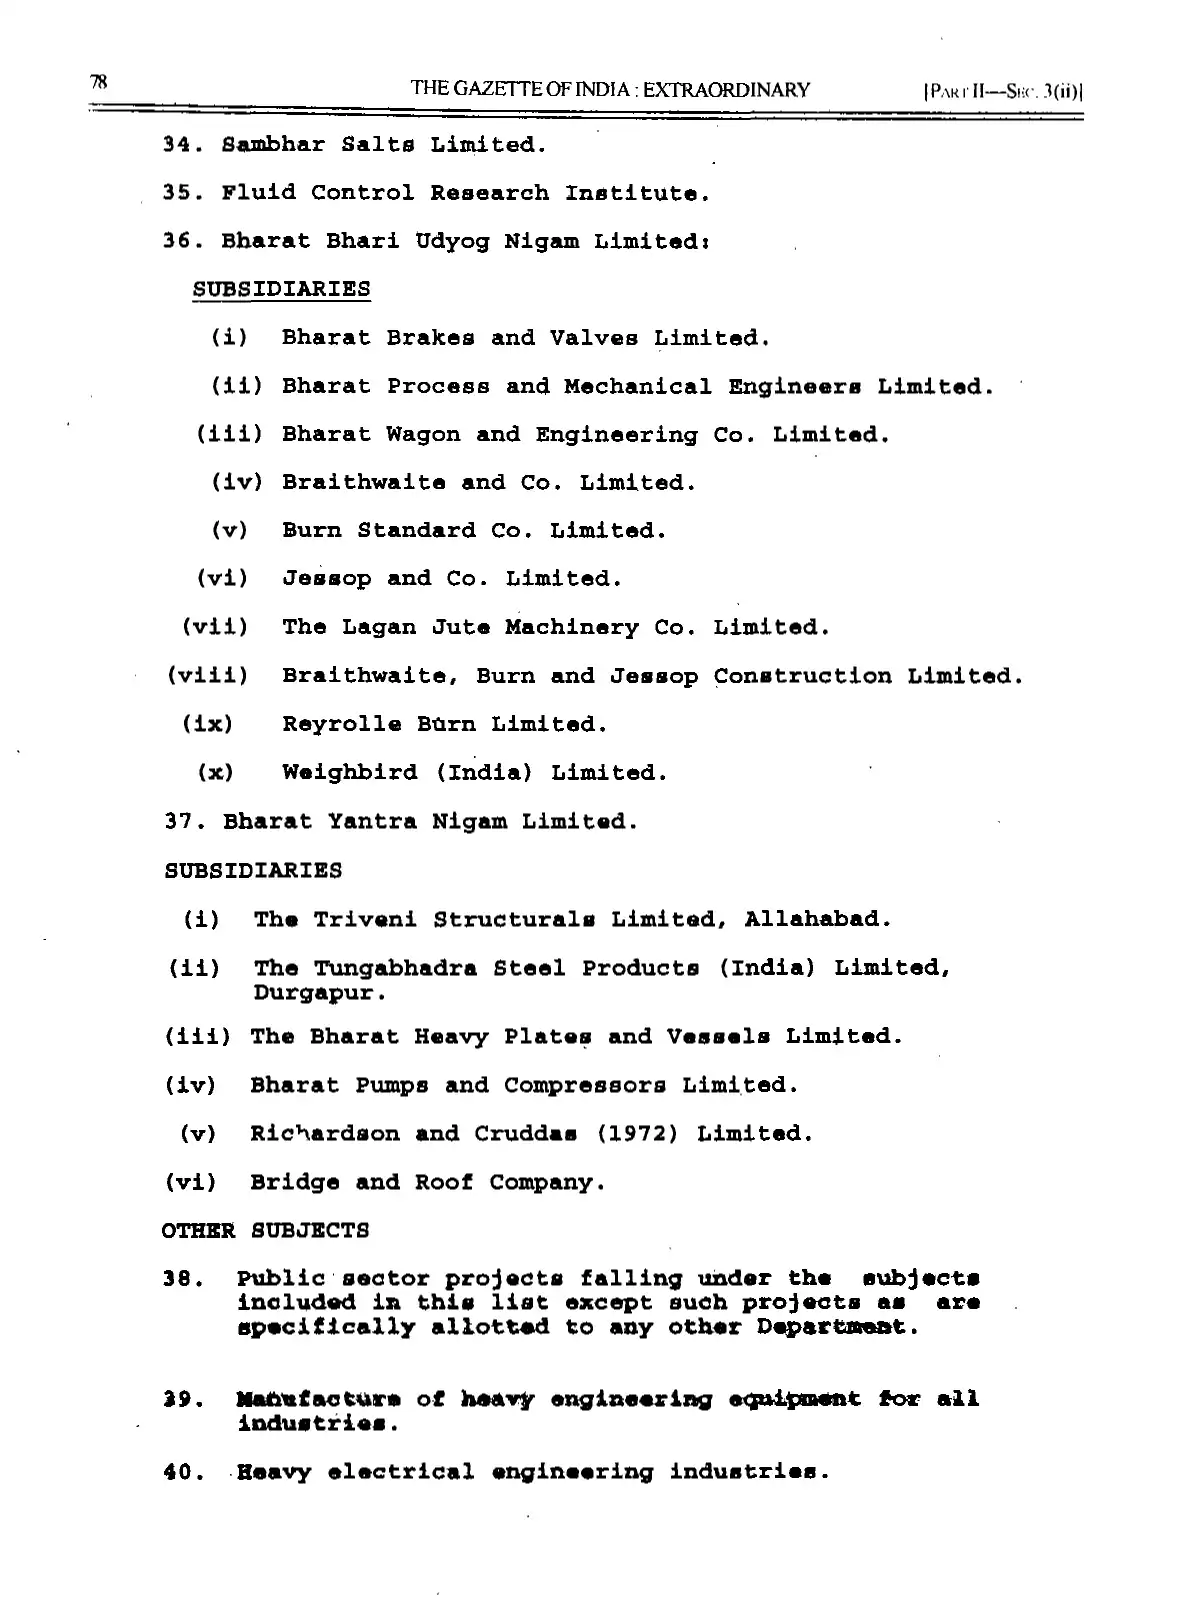 78 THE GAZETTE OF INDIA : EXTRAORDINARY [PART II—SEC. 3(ii)]
34. Sambhar Salts Limited.
35. Fluid Control Research Institute.
36. Bharat Bhari Udyog Nigam Limited:
SUBSIDIARIES
(i) Bharat Brakes and Valves Limited.
(ii) Bharat Process and Mechanical Engineers Limited.
(iii) Bharat Wagon and Engineering Co. Limited.
(iv) Braithwaite and Co. Limited.
(v) Burn Standard Co. Limited.
(vi) Jessop and Co. Limited.
(vii) The Lagan Jute Machinery Co. Limited.
(viii) Braithwaite, Burn and Jessop Construction Limited.
(ix) Reyrolle Burn Limited.
(x) Weighbird (India) Limited.
37. Bharat Yantra Nigam Limited.
SUBSIDIARIES
(i) The Triveni Structurals Limited, Allahabad.
(ii) The Tungabhadra Steel Products (India) Limited,
Durgapur.
(iii) The Bharat Heavy Plates and Vessels Limited.
(iv) Bharat Pumps and Compressors Limited.
(v) Richardson and Cruddas (1972) Limited.
(vi) Bridge and Roof Company.
OTHER SUBJECTS
38. Public sector projects falling under the subjects
included in this list except such projects as are
specifically allotted to any other Department.
39. Manufacture of heavy engineering equipment for all
industries.
40. Heavy electrical engineering industries.